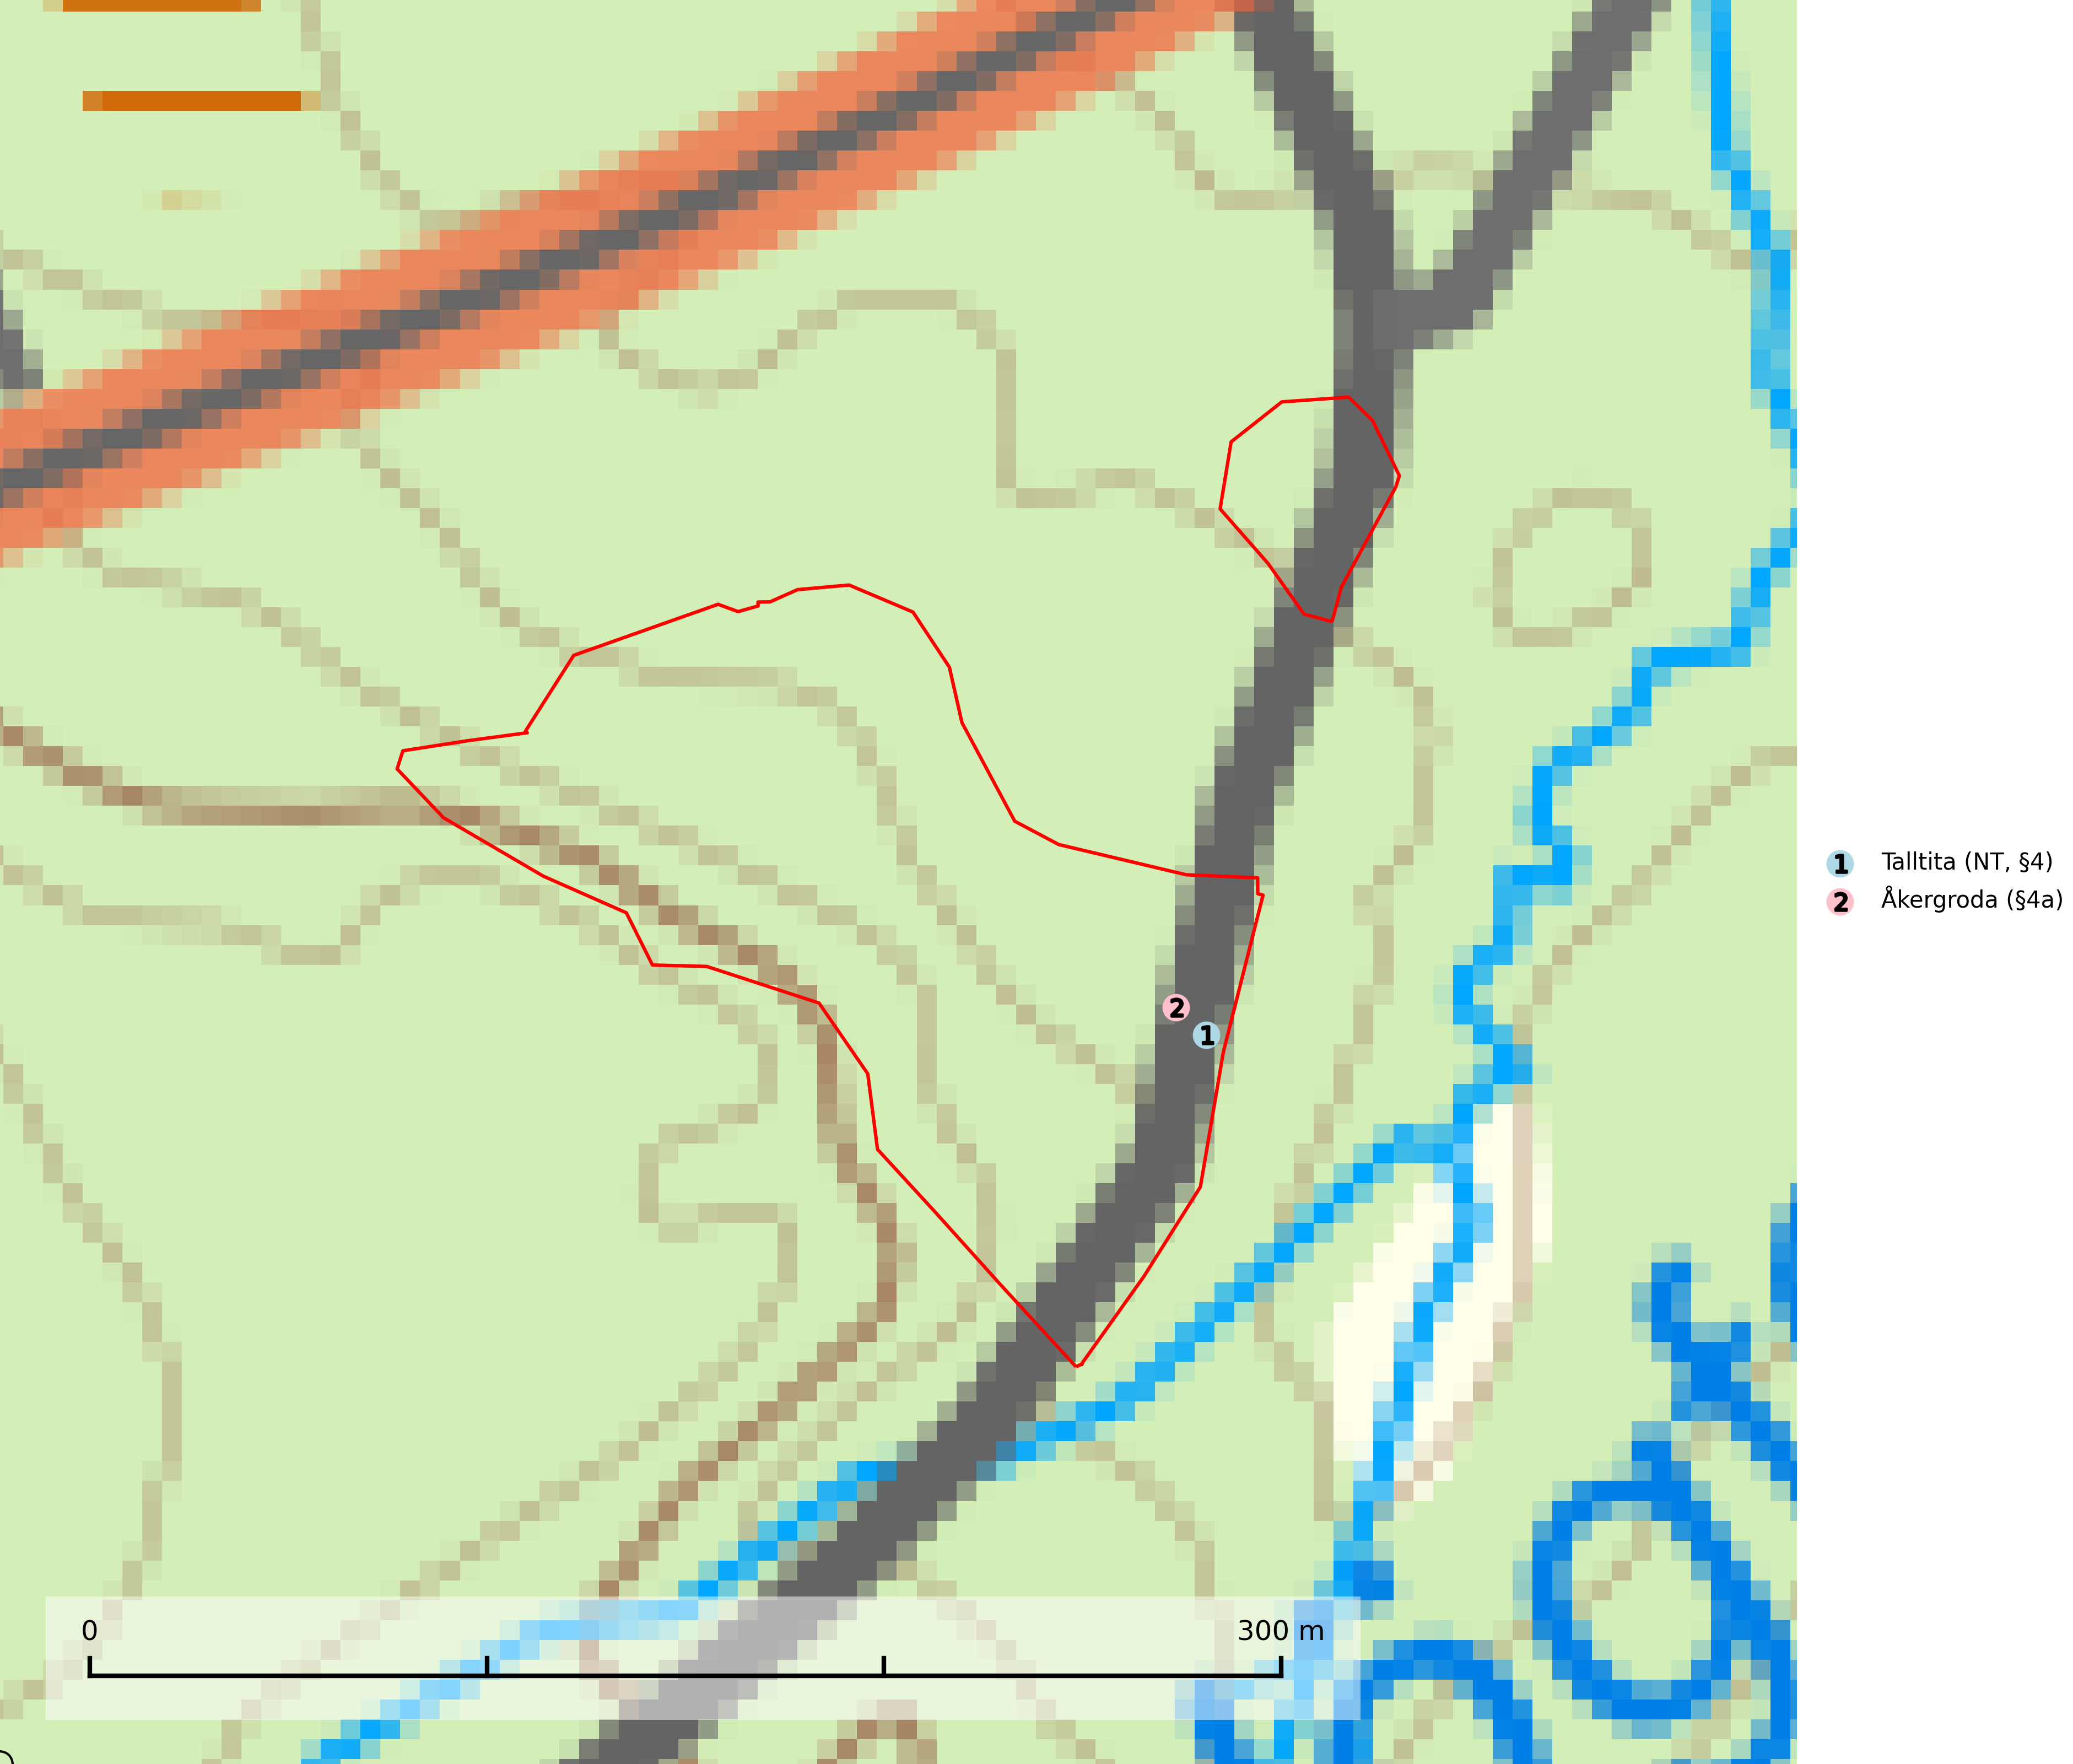 2
1
1 Talltita (NT, §4)
2 Åkergroda (§4a)
0 300 m